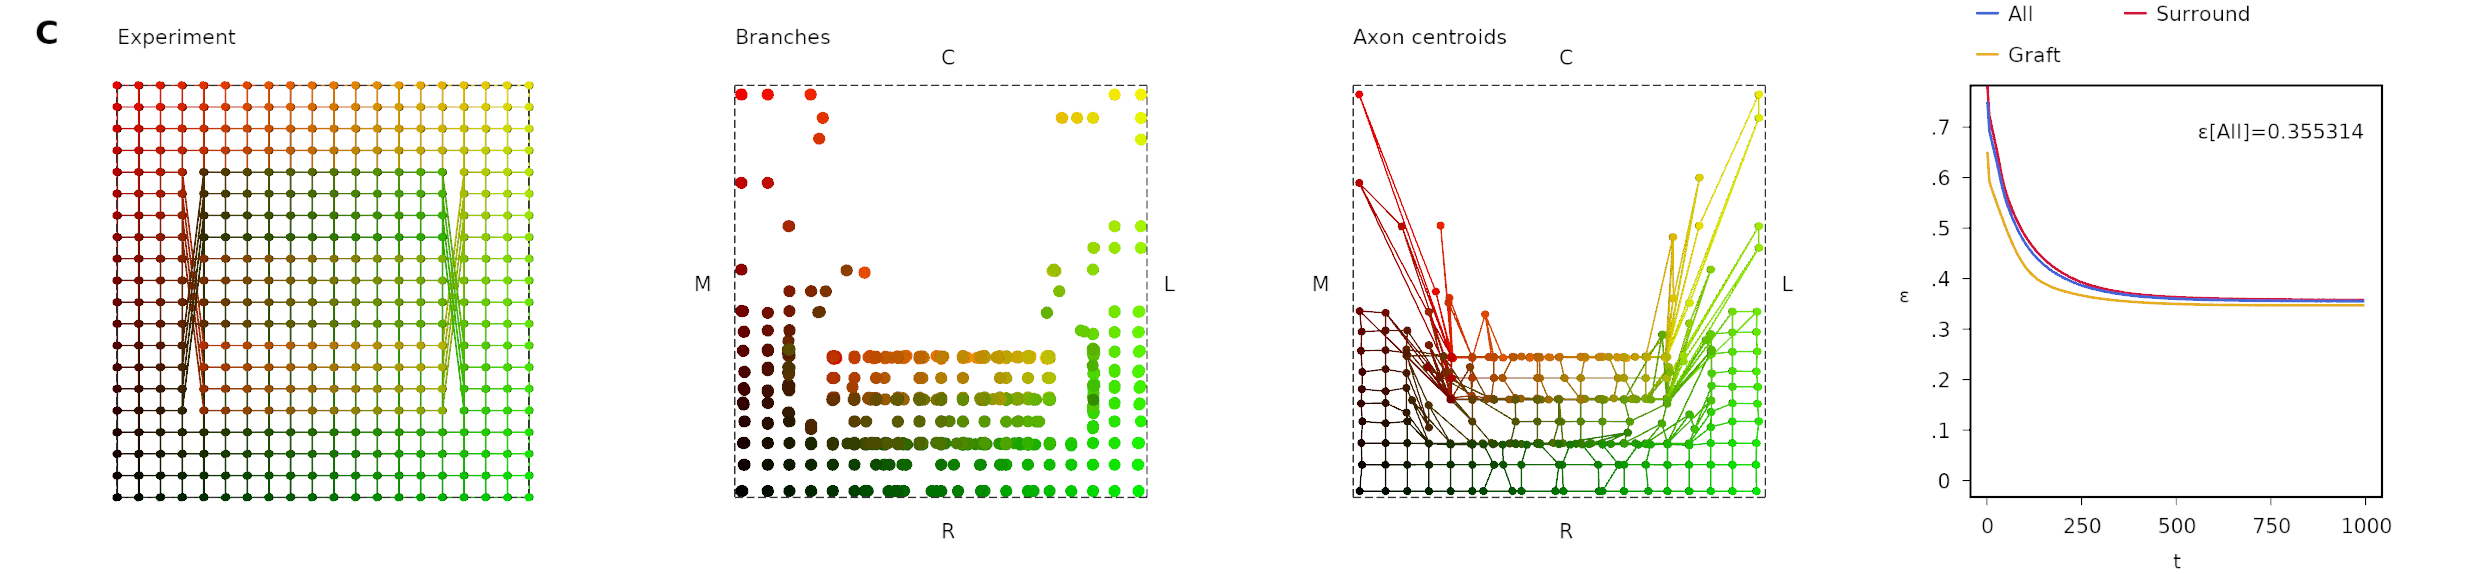 C
Experiment
Branches
C
M
L
R
Axon centroids
C
M
L
R
All
Surround
Graft
ε[All]=0.355314
.7
.6
.5
.4
.3
.2
.1
0
ε
0 250 500 750 1000
t